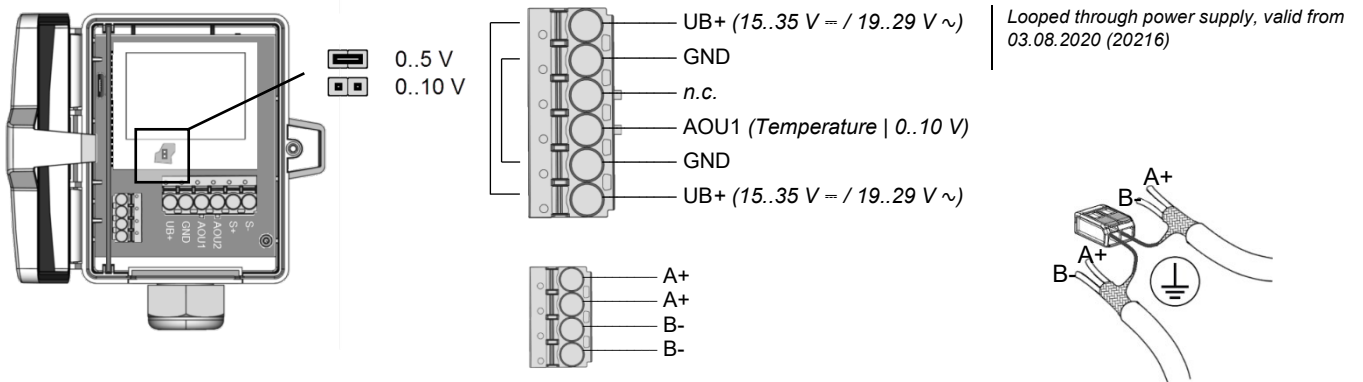 0..5 V
0..10 V
UB+
GND
AOU1
AOU2
S+
S-
UB+ (15..35 V ⎓ / 19..29 V ∿)
GND
n.c.
AOU1 (Temperature | 0..10 V)
GND
UB+ (15..35 V ⎓ / 19..29 V ∿)
A+
A+
B-
B-
Looped through power supply, valid from
03.08.2020 (20216)
A+
B-
A+
B-